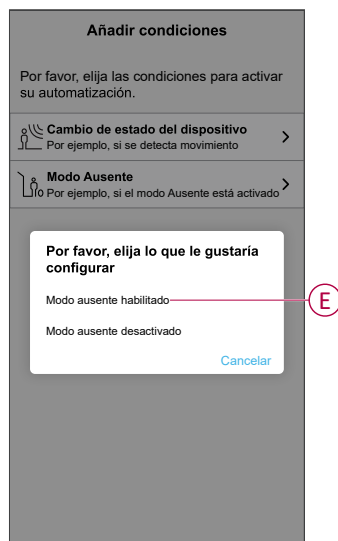 Añadir condiciones
Por favor, elija las condiciones para activar
su automatización.
Cambio de estado del dispositivo
Por ejemplo, si se detecta movimiento
Modo Ausente
Por ejemplo, si el modo Ausente está activado
Por favor, elija lo que le gustaría
configurar
Modo ausente habilitado
E
Modo ausente desactivado
Cancelar